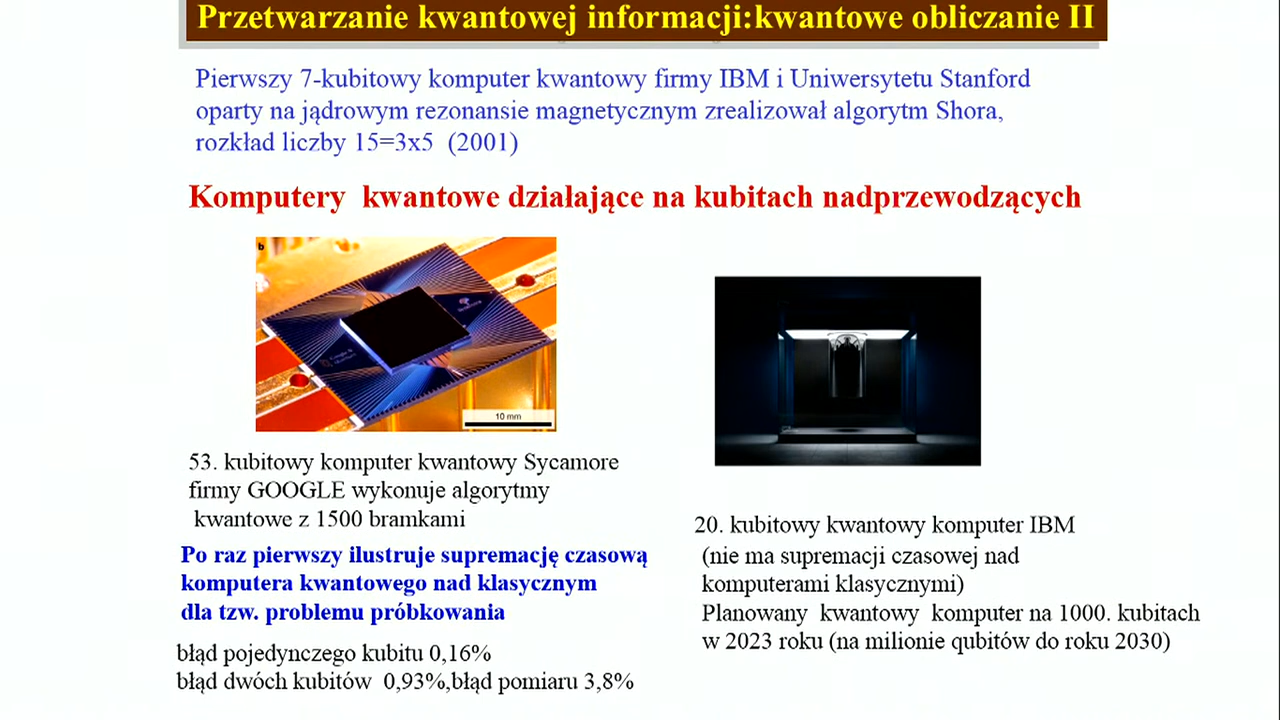 Przetwarzanie kwantowej informacji:kwantowe obliczanie II
Pierwszy 7-kubitowy komputer kwantowy firmy IBM i Uniwersytetu Stanford
oparty na jądrowym rezonansie magnetycznym zrealizował algorytm Shora,
rozkład liczby 15=3x5 (2001)
Komputery kwantowe działające na kubitach nadprzewodzących
b
10 mm
53. kubitowy komputer kwantowy Sycamore
firmy GOOGLE wykonuje algorytmy
kwantowe z 1500 bramkami
Po raz pierwszy ilustruje supremację czasową
komputera kwantowego nad klasycznym
dla tzw. problemu próbkowania
błąd pojedynczego kubitu 0,16%
błąd dwóch kubitów 0,93%,błąd pomiaru 3,8%
20. kubitowy kwantowy komputer IBM
(nie ma supremacji czasowej nad
komputerami klasycznymi)
Planowany kwantowy komputer na 1000. kubitach
w 2023 roku (na milionie qubitów do roku 2030)